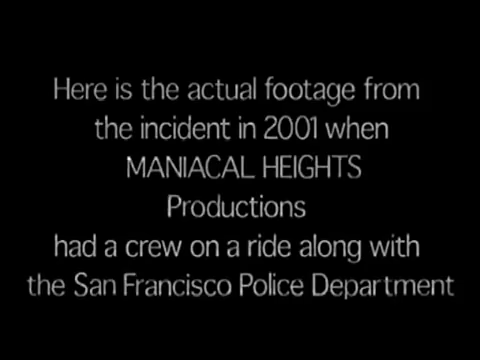 Here is the actual footage from
the incident in 2001 when
MANIACAL HEIGHTS
Productions
had a crew on a ride along with
the San Francisco Police Department